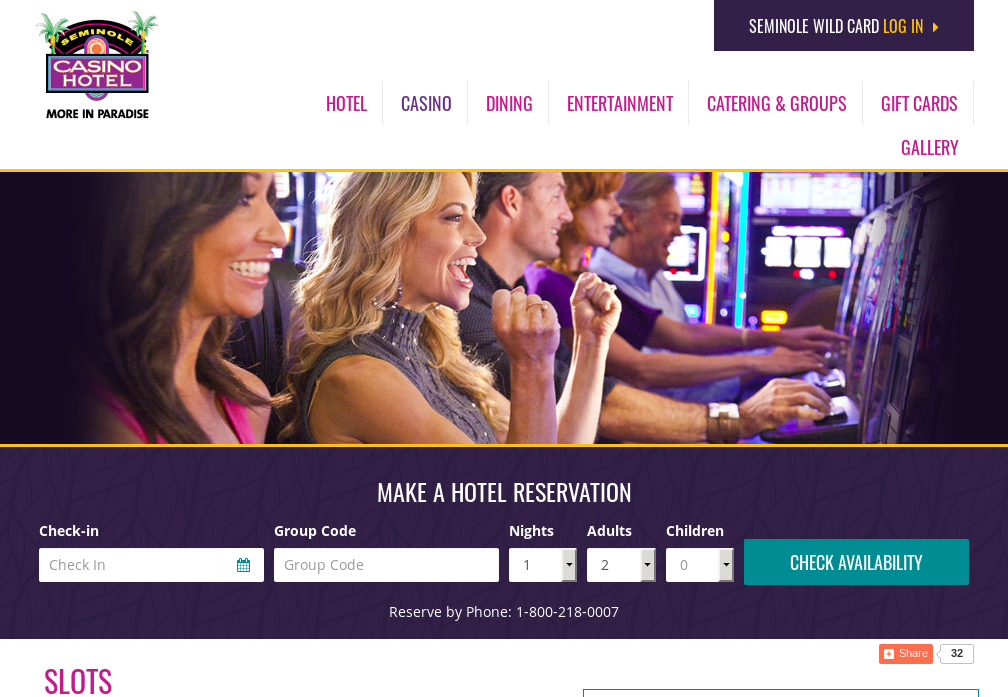 SEMINOLE
CASINO
HOTEL
MORE IN PARADISE
SEMINOLE WILD CARD LOG IN
HOTEL CASINO DINING ENTERTAINMENT CATERING & GROUPS GIFT CARDS
GALLERY
MAKE A HOTEL RESERVATION
Check-in Group Code Nights Adults Children
Check In Group Code 1 2 0 CHECK AVAILABILITY
Reserve by Phone: 1-800-218-0007
Share 32
SLOTS